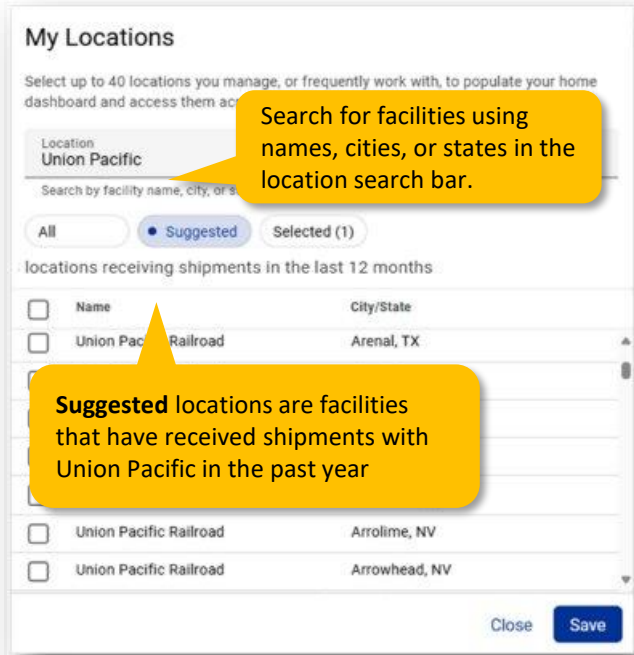 My Locations
Select up to 40 locations you manage, or frequently work with, to populate your home
dashboard and access them
Search for facilities using
names, cities, or states in the
location search bar.
Location
Union Pacific
Search by facility name, city, or
All
Suggested
Selected (1)
locations receiving shipments in the last 12 months
Name City/State
Union Pacific Railroad Arenal, TX
Suggested locations are facilities
that have received shipments with
Union Pacific in the past year
Union Pacific Railroad Arrolime, NV
Union Pacific Railroad Arrowhead, NV
Close Save